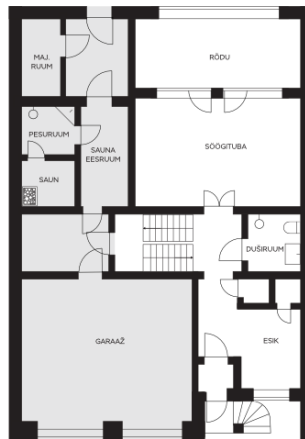 MAJ.
RUUM
RÕDU
PESURUUM
SAUNA
EESRUUM
SÖÖGITUBA
SAUN
DUŠIRUUM
GARAAŽ
ESIK